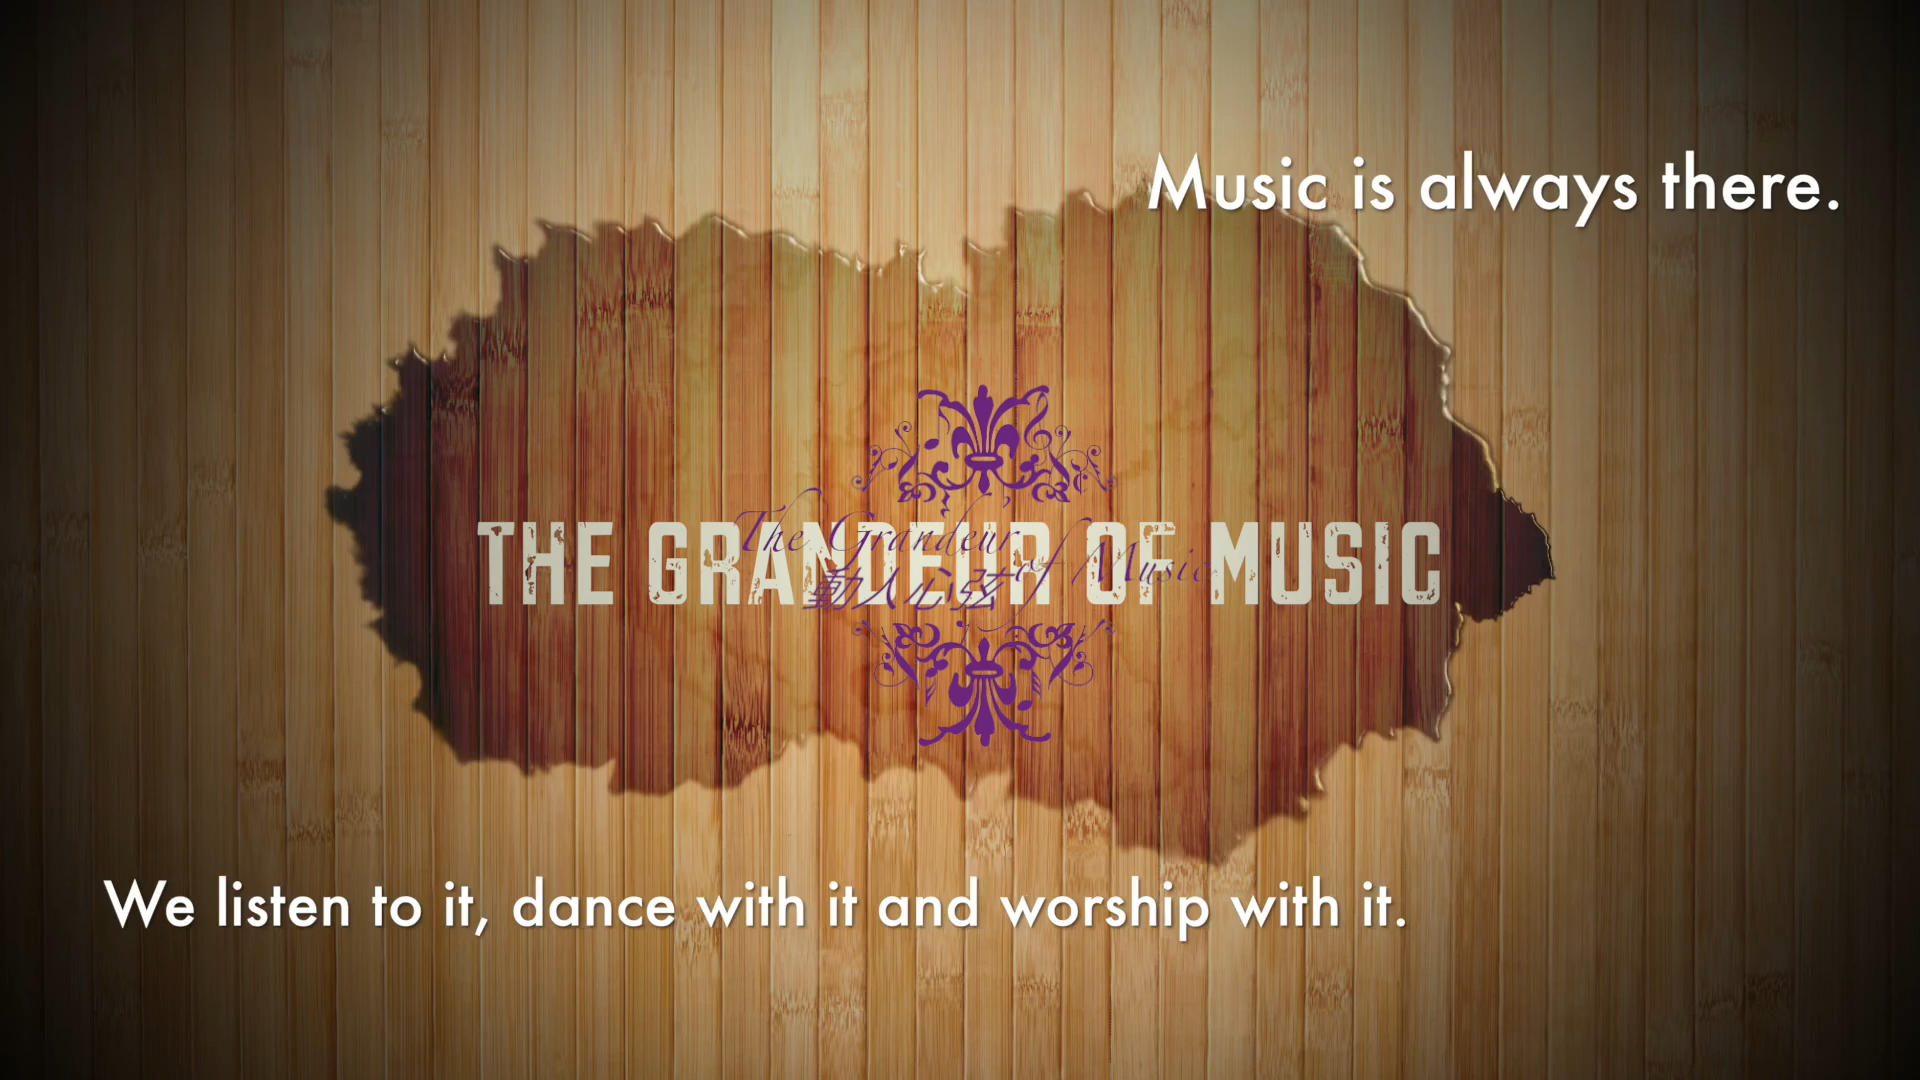 Music is always there.
THE GRANDEUR OF MUSIC
The Grandeur
of Music
動人心弦
We listen to it, dance with it and worship with it.